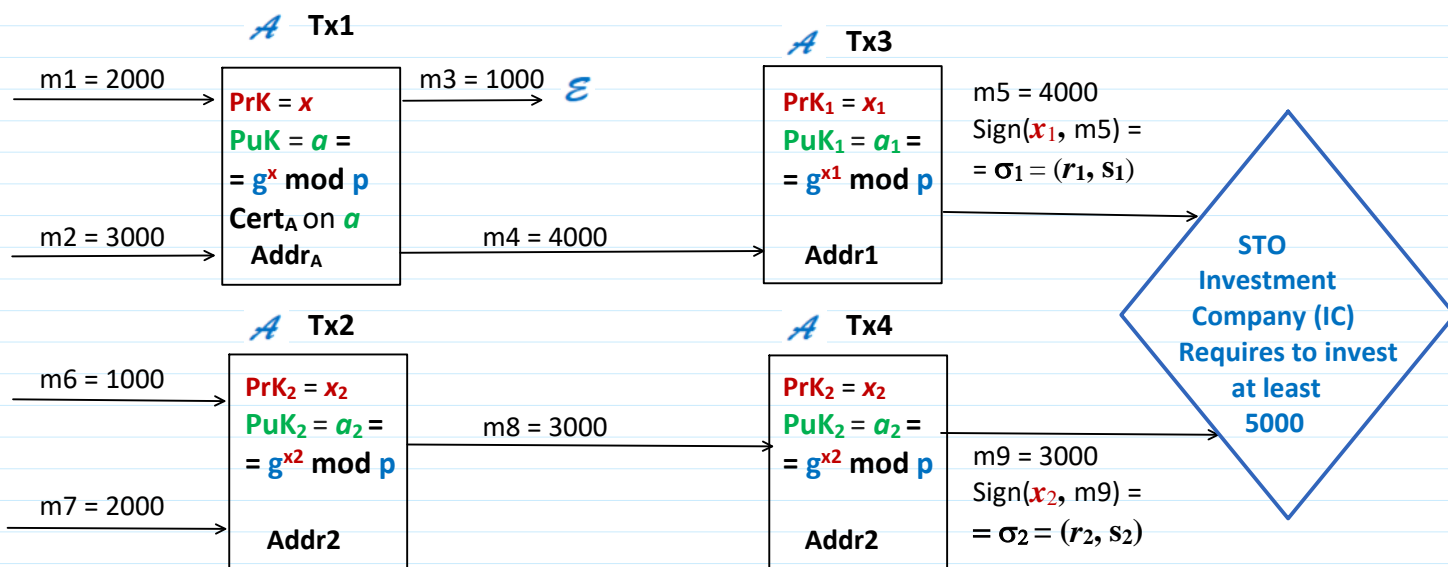 𝒜 Tx1
m1 = 2000
m2 = 3000
PrK = x
PuK = a =
= gˣ mod p
Cert_A on a
Addr_A
m3 = 1000 ℰ
m4 = 4000
𝒜 Tx3
PrK₁ = x₁
PuK₁ = a₁ =
= g^x1 mod p
Addr1
m5 = 4000
Sign(x₁, m5) =
= σ₁ = (r₁, s₁)
STO
Investment
Company (IC)
Requires to invest
at least
5000
𝒜 Tx2
m6 = 1000
m7 = 2000
PrK₂ = x₂
PuK₂ = a₂ =
= g^x2 mod p
Addr2
m8 = 3000
𝒜 Tx4
PrK₂ = x₂
PuK₂ = a₂ =
= g^x2 mod p
Addr2
m9 = 3000
Sign(x₂, m9) =
= σ₂ = (r₂, s₂)